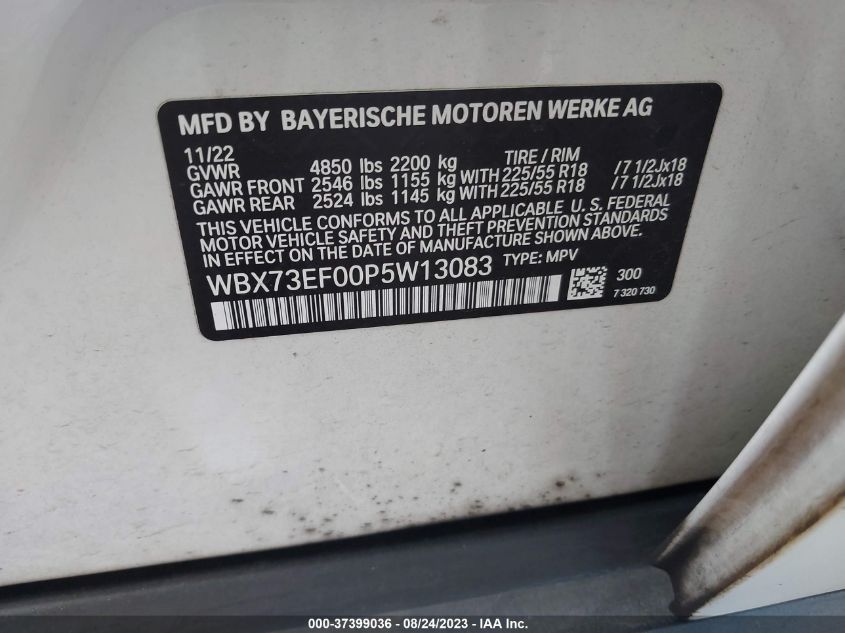 MFD BY BAYERISCHE MOTOREN WERKE AG
11/22 TIRE / RIM
GVWR 4850 lbs 2200 kg
GAWR FRONT 2546 lbs 1155 kg WITH 225/55 R18 /7 1/2Jx18
GAWR REAR 2524 lbs 1145 kg WITH 225/55 R18 /7 1/2Jx18
THIS VEHICLE CONFORMS TO ALL APPLICABLE U. S. FEDERAL
MOTOR VEHICLE SAFETY AND THEFT PREVENTION STANDARDS
IN EFFECT ON THE DATE OF MANUFACTURE SHOWN ABOVE.
WBX73EF00P5W13083 TYPE: MPV
300
7 320 730
000-37399036 - 08/24/2023 - IAA Inc.